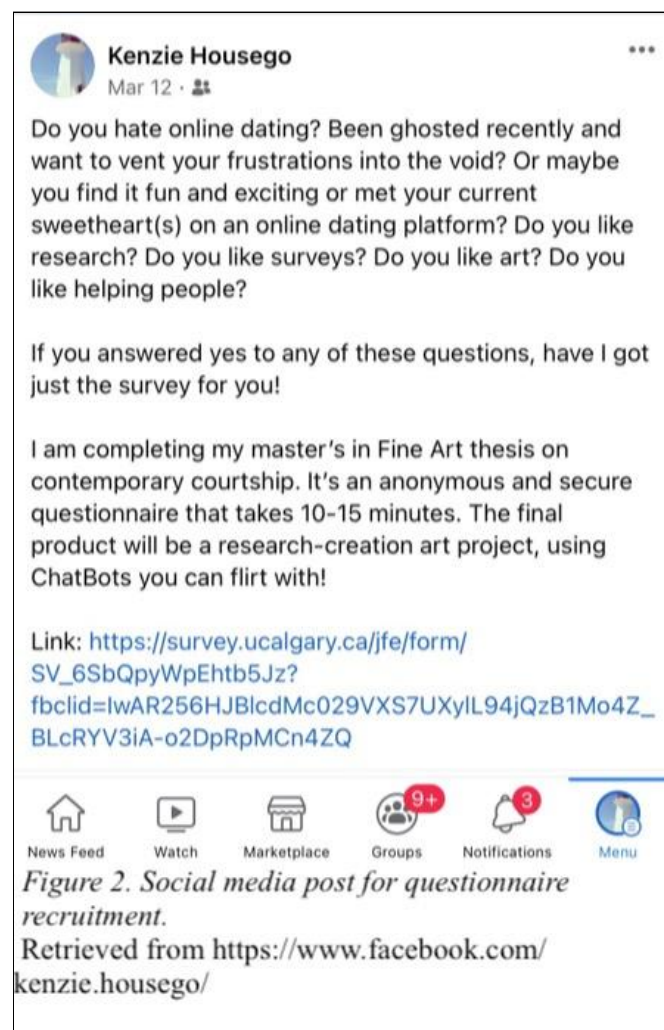 Kenzie Housego
Mar 12 ·
Do you hate online dating? Been ghosted recently and
want to vent your frustrations into the void? Or maybe
you find it fun and exciting or met your current
sweetheart(s) on an online dating platform? Do you like
research? Do you like surveys? Do you like art? Do you
like helping people?
If you answered yes to any of these questions, have I got
just the survey for you!
I am completing my master's in Fine Art thesis on
contemporary courtship. It's an anonymous and secure
questionnaire that takes 10-15 minutes. The final
product will be a research-creation art project, using
ChatBots you can flirt with!
Link: https://survey.ucalgary.ca/jfe/form/
SV_6SbQpyWpEhtb5Jz?
fbclid=IwAR256HJBlcdMc029VXS7UXylL94jQzB1Mo4Z_
BLcRYV3iA-o2DpRpMCn4ZQ
9+ 3
News Feed Watch Marketplace Groups Notifications Menu
Figure 2. Social media post for questionnaire
recruitment.
Retrieved from https://www.facebook.com/
kenzie.housego/